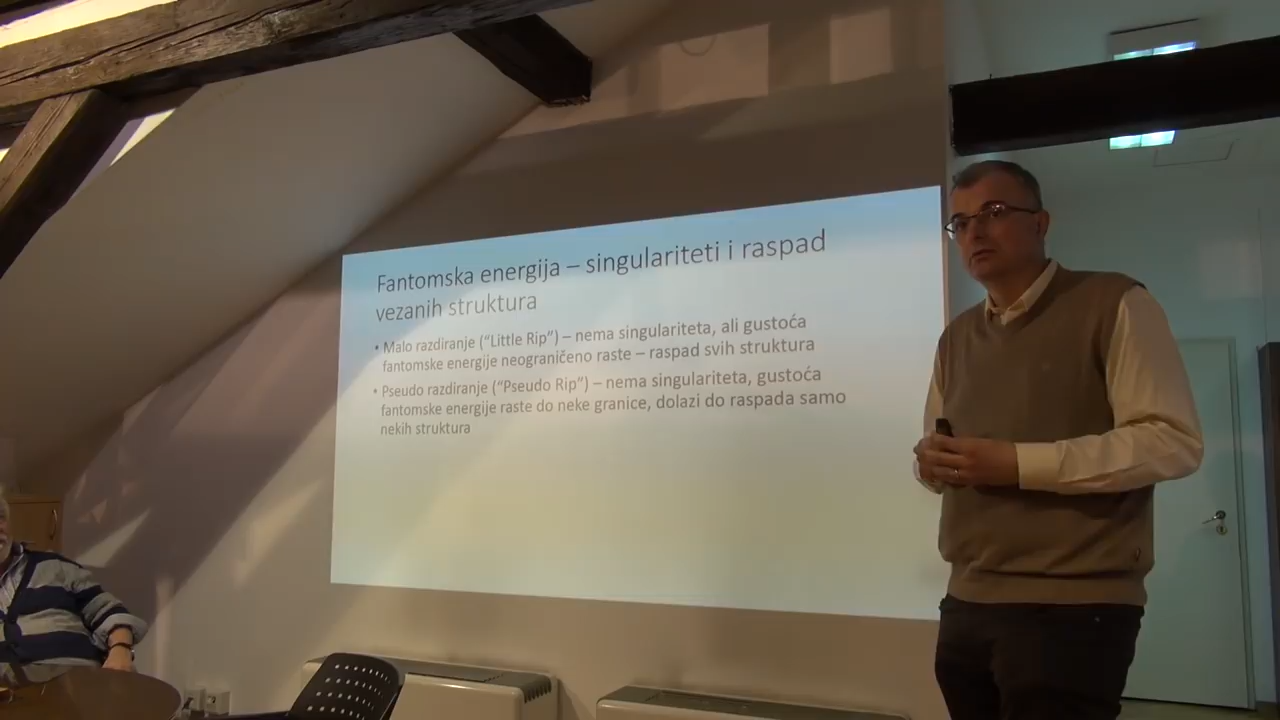 Fantomska energija – singulariteti i raspad
vezanih struktura
• Malo razdiranje (“Little Rip”) – nema singulariteta, ali gustoća
fantomske energije neograničeno raste – raspad svih struktura
• Pseudo razdiranje (“Pseudo Rip”) – nema singulariteta, gustoća
fantomske energije raste do neke granice, dolazi do raspada samo
nekih struktura